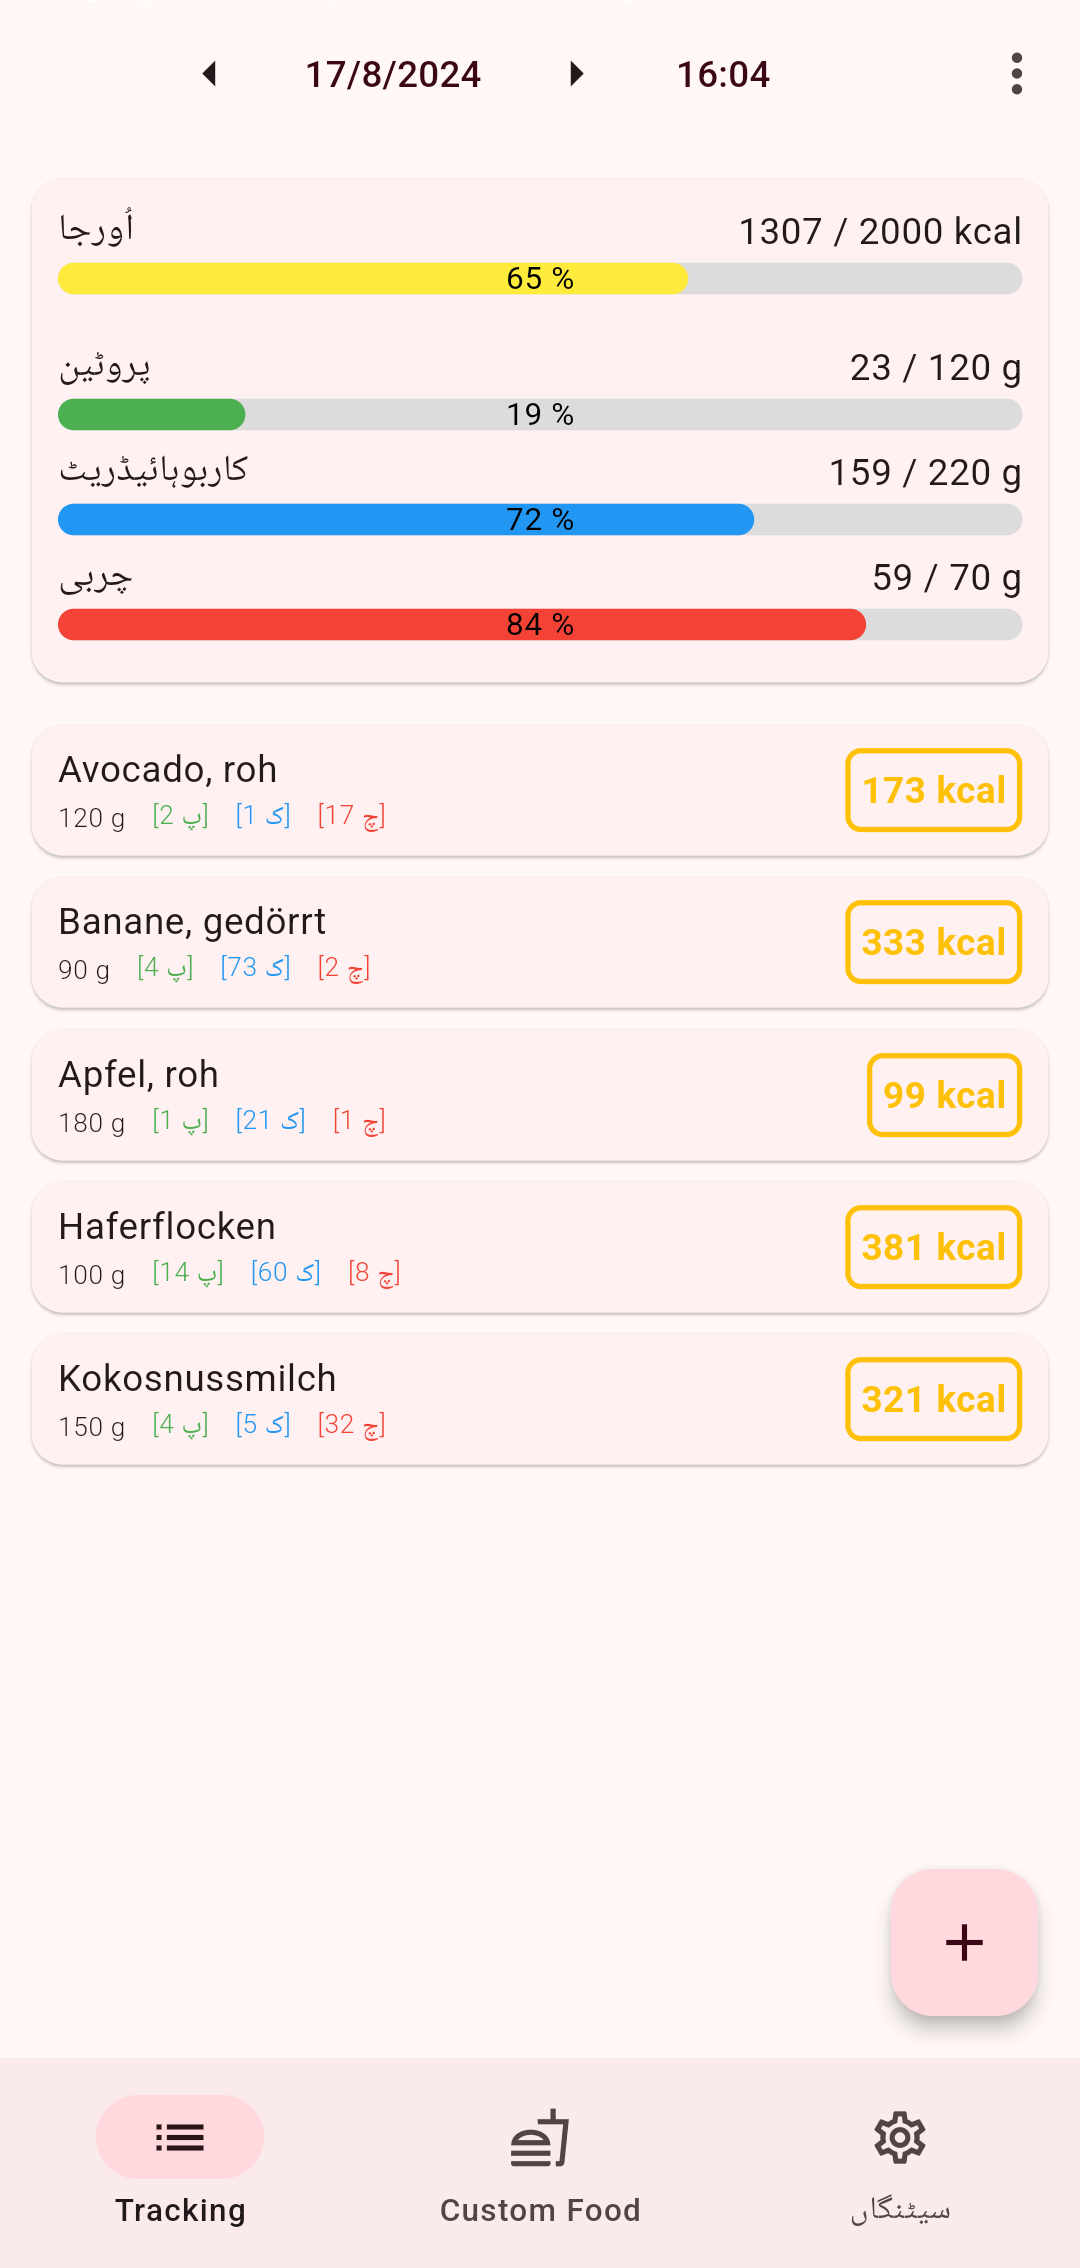 17/8/2024 16:04
اُورجا 1307 / 2000 kcal
65 %
پروٹین 23 / 120 g
19 %
کاربوہائیڈریٹ 159 / 220 g
72 %
چربی 59 / 70 g
84 %
Avocado, roh
120 g [2 پ] [1 ک] [17 چ]
173 kcal
Banane, gedörrt
90 g [4 پ] [73 ک] [2 چ]
333 kcal
Apfel, roh
180 g [1 پ] [21 ک] [1 چ]
99 kcal
Haferflocken
100 g [14 پ] [60 ک] [8 چ]
381 kcal
Kokosnussmilch
150 g [4 پ] [5 ک] [32 چ]
321 kcal
Tracking Custom Food سیٹنگاں